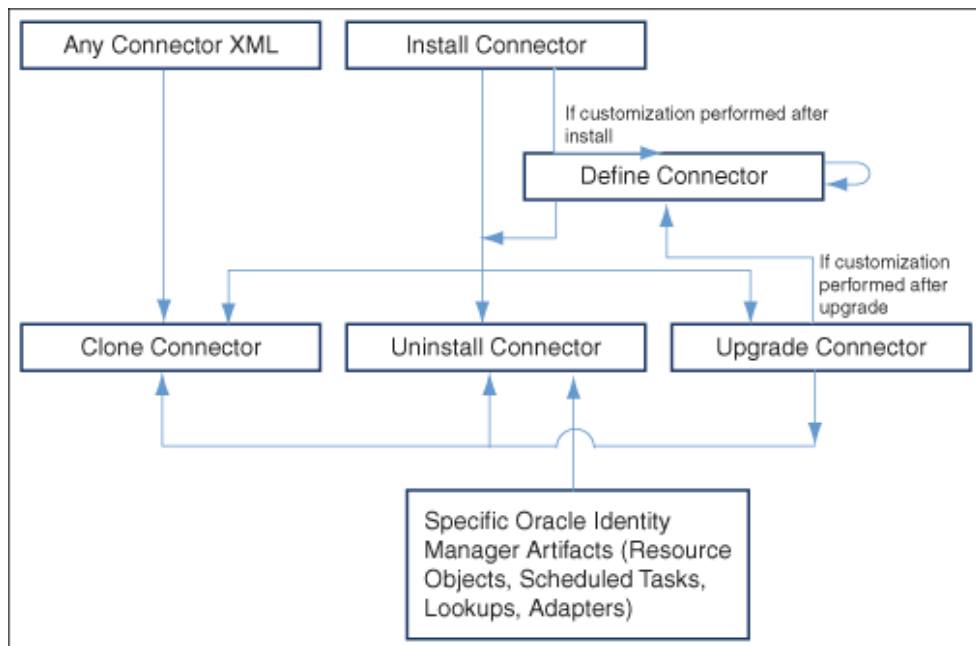 Any Connector XML
Install Connector
If customization performed after
install
Define Connector
If customization
performed after
upgrade
Clone Connector
Uninstall Connector
Upgrade Connector
Specific Oracle Identity
Manager Artifacts (Resource
Objects, Scheduled Tasks,
Lookups, Adapters)